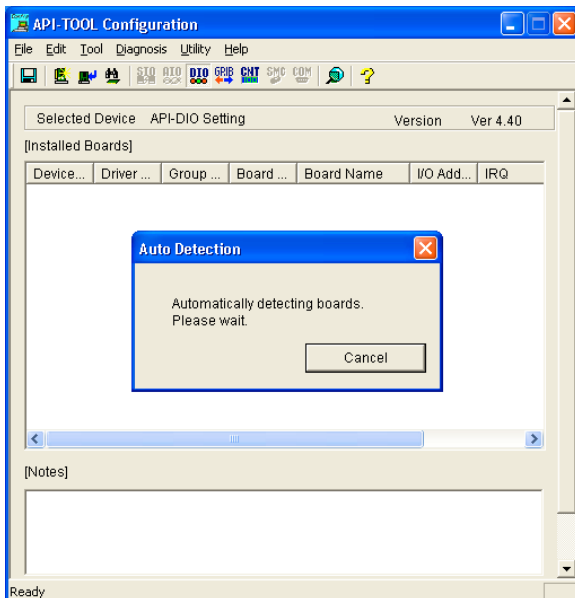 API-TOOL Configuration
File Edit Tool Diagnosis Utility Help
SIO AIO DIO GPIB CNT SMC COM
Selected Device API-DIO Setting Version Ver 4.40
[Installed Boards]
Device... Driver ... Group ... Board ... Board Name I/O Add... IRQ
Auto Detection
Automatically detecting boards.
Please wait.
Cancel
[Notes]
Ready